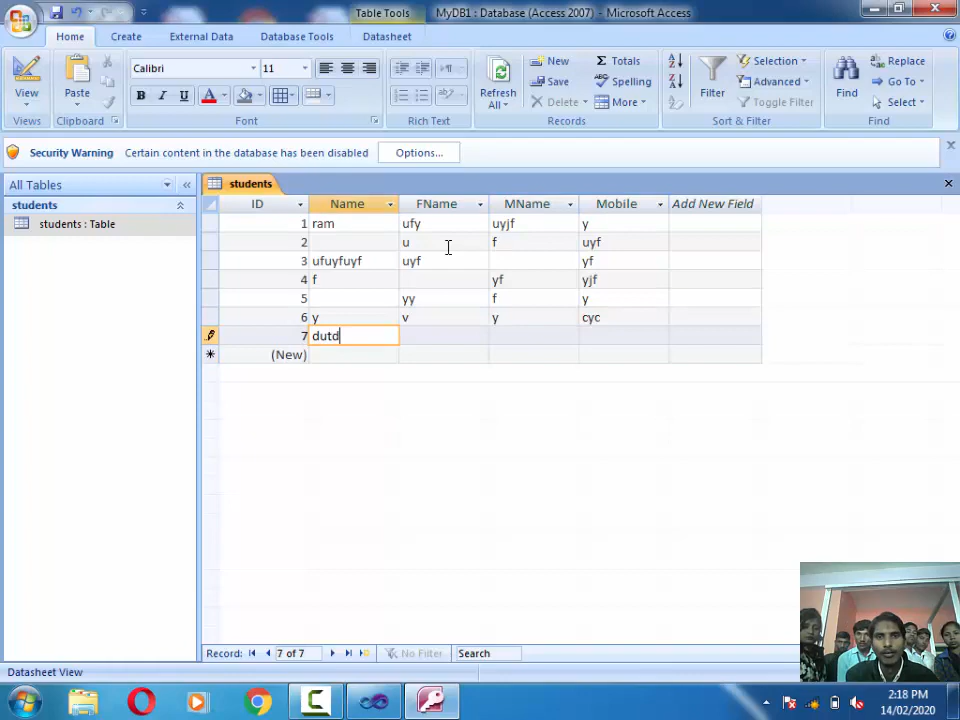 Table Tools MyDB1 : Database (Access 2007) - Microsoft Access
Home Create External Data Database Tools Datasheet
View
Views
Paste
Clipboard
Calibri 11
B I U A
Font
Rich Text
Refresh All
New
Save
Delete
Totals
Spelling
More
Records
Filter
Selection
Advanced
Toggle Filter
Sort & Filter
Find
Replace
Go To
Select
Find
Security Warning Certain content in the database has been disabled Options...
All Tables
students
students : Table
students
ID Name FName MName Mobile Add New Field
1 ram ufy uyjf y
2 u f uyf
3 ufuyfuyf uyf yf
4 f yf yjf
5 yy f y
6 y v y cyc
7 dutd
(New)
Record: 7 of 7 No Filter Search
Datasheet View
2:18 PM
14/02/2020